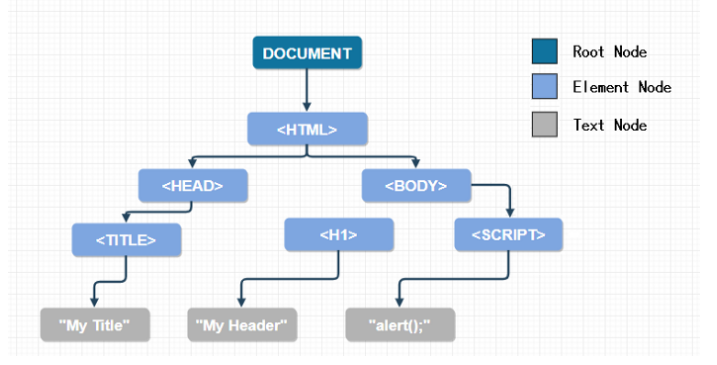 DOCUMENT
Root Node
Element Node
Text Node
<HTML>
<HEAD>
<BODY>
<TITLE>
<H1>
<SCRIPT>
"My Title"
"My Header"
"alert();"